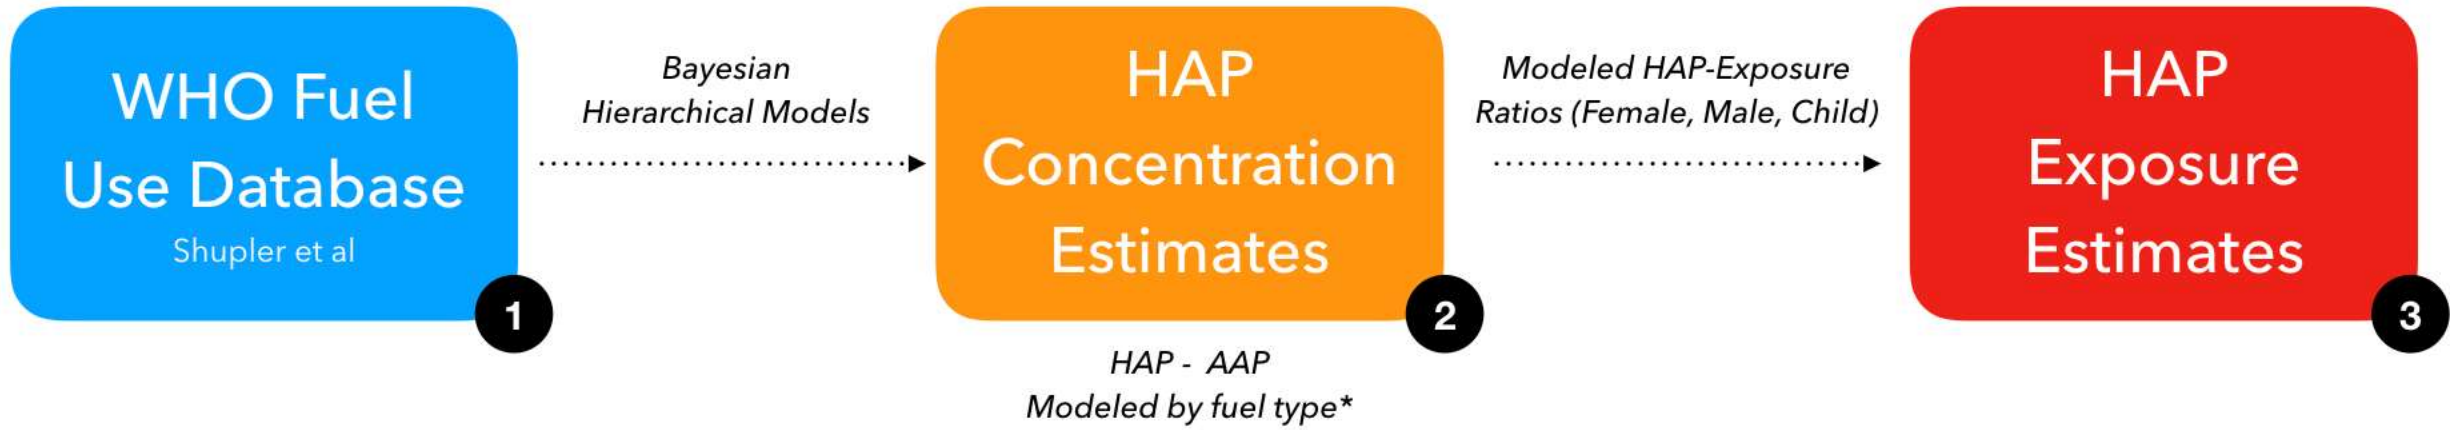 WHO Fuel
Use Database
Shupler et al
1
Bayesian
Hierarchical Models
HAP
Concentration
Estimates
2
HAP - AAP
Modeled by fuel type*
Modeled HAP-Exposure
Ratios (Female, Male, Child)
HAP
Exposure
Estimates
3